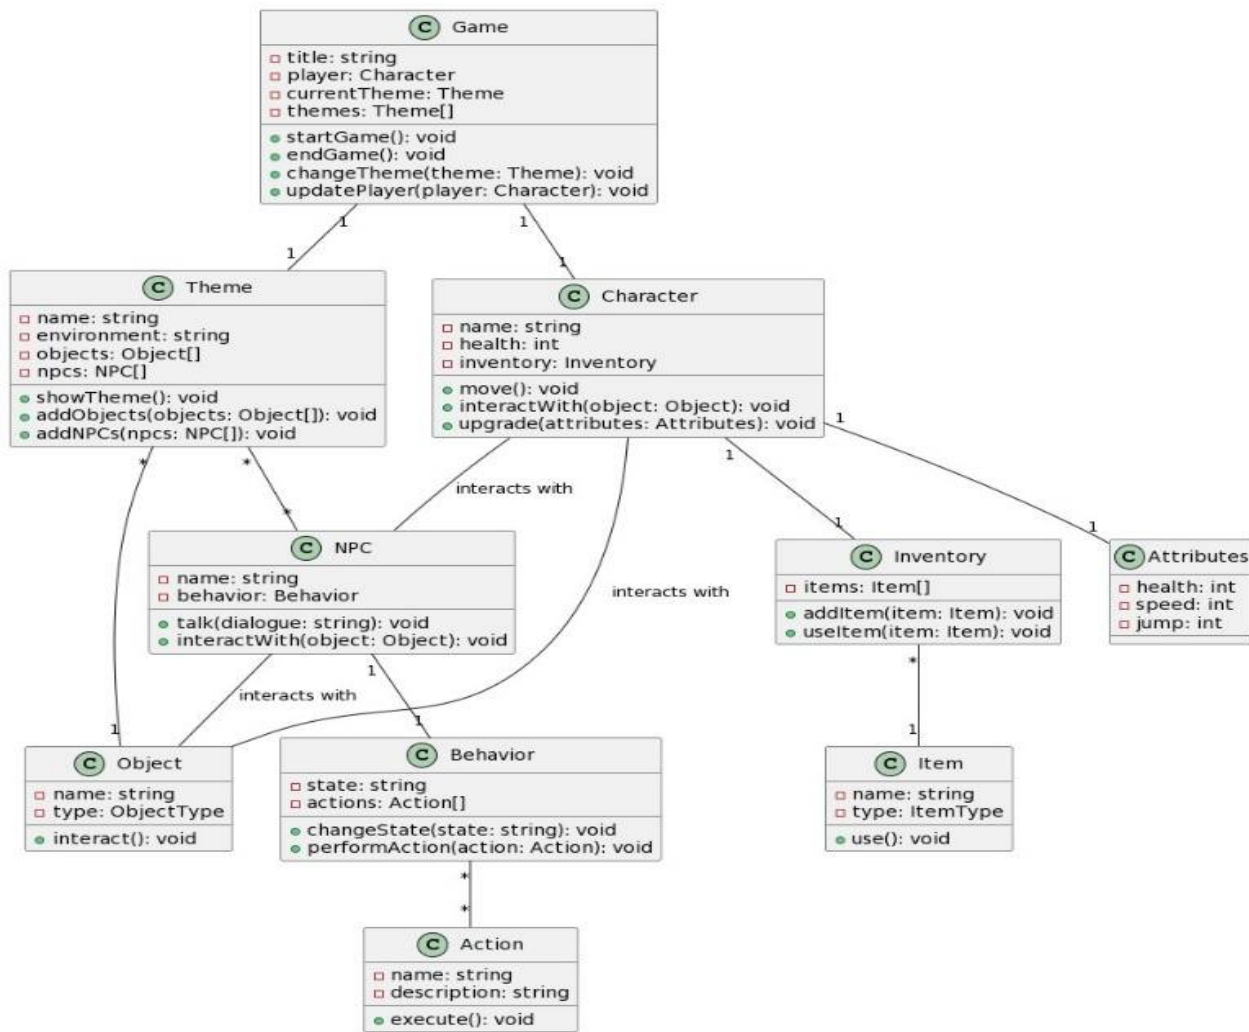 C Game
title: string
player: Character
currentTheme: Theme
themes: Theme[]
startGame(): void
endGame(): void
changeTheme(theme: Theme): void
updatePlayer(player: Character): void
1
1
1
1
C Theme
name: string
environment: string
objects: Object[]
npcs: NPC[]
showTheme(): void
addObjects(objects: Object[]): void
addNPCs(npcs: NPC[]): void
C Character
name: string
health: int
inventory: Inventory
move(): void
interactWith(object: Object): void
upgrade(attributes: Attributes): void
*
*
*
interacts with
1
1
1
1
interacts with
C NPC
name: string
behavior: Behavior
talk(dialogue: string): void
interactWith(object: Object): void
C Inventory
items: Item[]
addItem(item: Item): void
useItem(item: Item): void
C Attributes
health: int
speed: int
jump: int
interacts with
1
1
1
*
1
C Object
name: string
type: ObjectType
interact(): void
C Behavior
state: string
actions: Action[]
changeState(state: string): void
performAction(action: Action): void
C Item
name: string
type: ItemType
use(): void
*
*
C Action
name: string
description: string
execute(): void